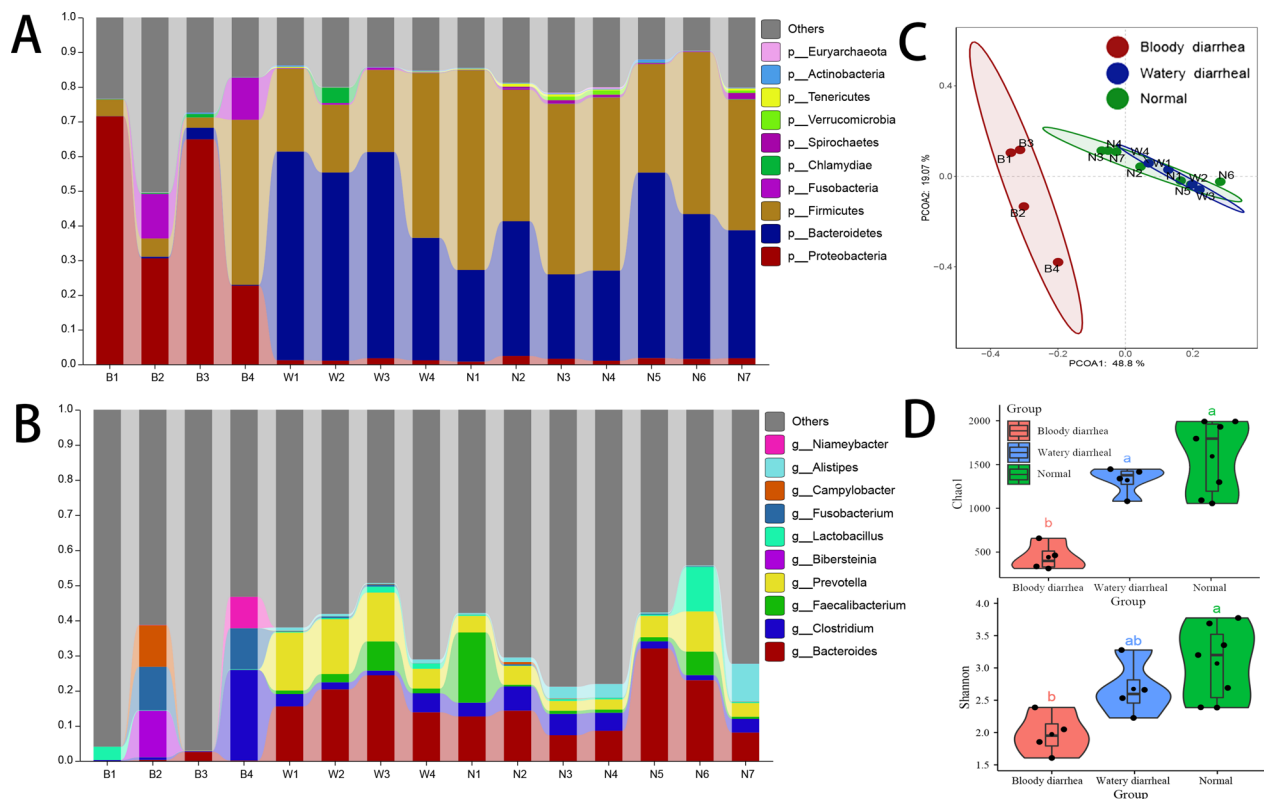 A
1.0
0.9
0.8
0.7
0.6
0.5
0.4
0.3
0.2
0.1
0.0
B1 B2 B3 B4 W1 W2 W3 W4 N1 N2 N3 N4 N5 N6 N7
Others
p__Euryarchaeota
p__Actinobacteria
p__Tenericutes
p__Verrucomicrobia
p__Spirochaetes
p__Chlamydiae
p__Fusobacteria
p__Firmicutes
p__Bacteroidetes
p__Proteobacteria
B
1.0
0.9
0.8
0.7
0.6
0.5
0.4
0.3
0.2
0.1
0.0
B1 B2 B3 B4 W1 W2 W3 W4 N1 N2 N3 N4 N5 N6 N7
Others
g__Niameybacter
g__Alistipes
g__Campylobacter
g__Fusobacterium
g__Lactobacillus
g__Bibersteinia
g__Prevotella
g__Faecalibacterium
g__Clostridium
g__Bacteroides
C
Bloody diarrhea
Watery diarrheal
Normal
PCOA2: 19.07 %
0.4
0.0
−0.4
B3
B1
B2
B4
N4
N3
N7
W4
W1
N2
N1
W2
N6
N5
W3
−0.4 −0.2 0.0 0.2
PCOA1: 48.8 %
D
Group
Bloody diarrhea
Watery diarrheal
Normal
Chao1
2000
1500
1000
500
b
a
a
Bloody diarrhea Watery diarrheal Normal
Group
Shannon
4.0
3.5
3.0
2.5
2.0
1.5
b
ab
a
Bloody diarrhea Watery diarrheal Normal
Group